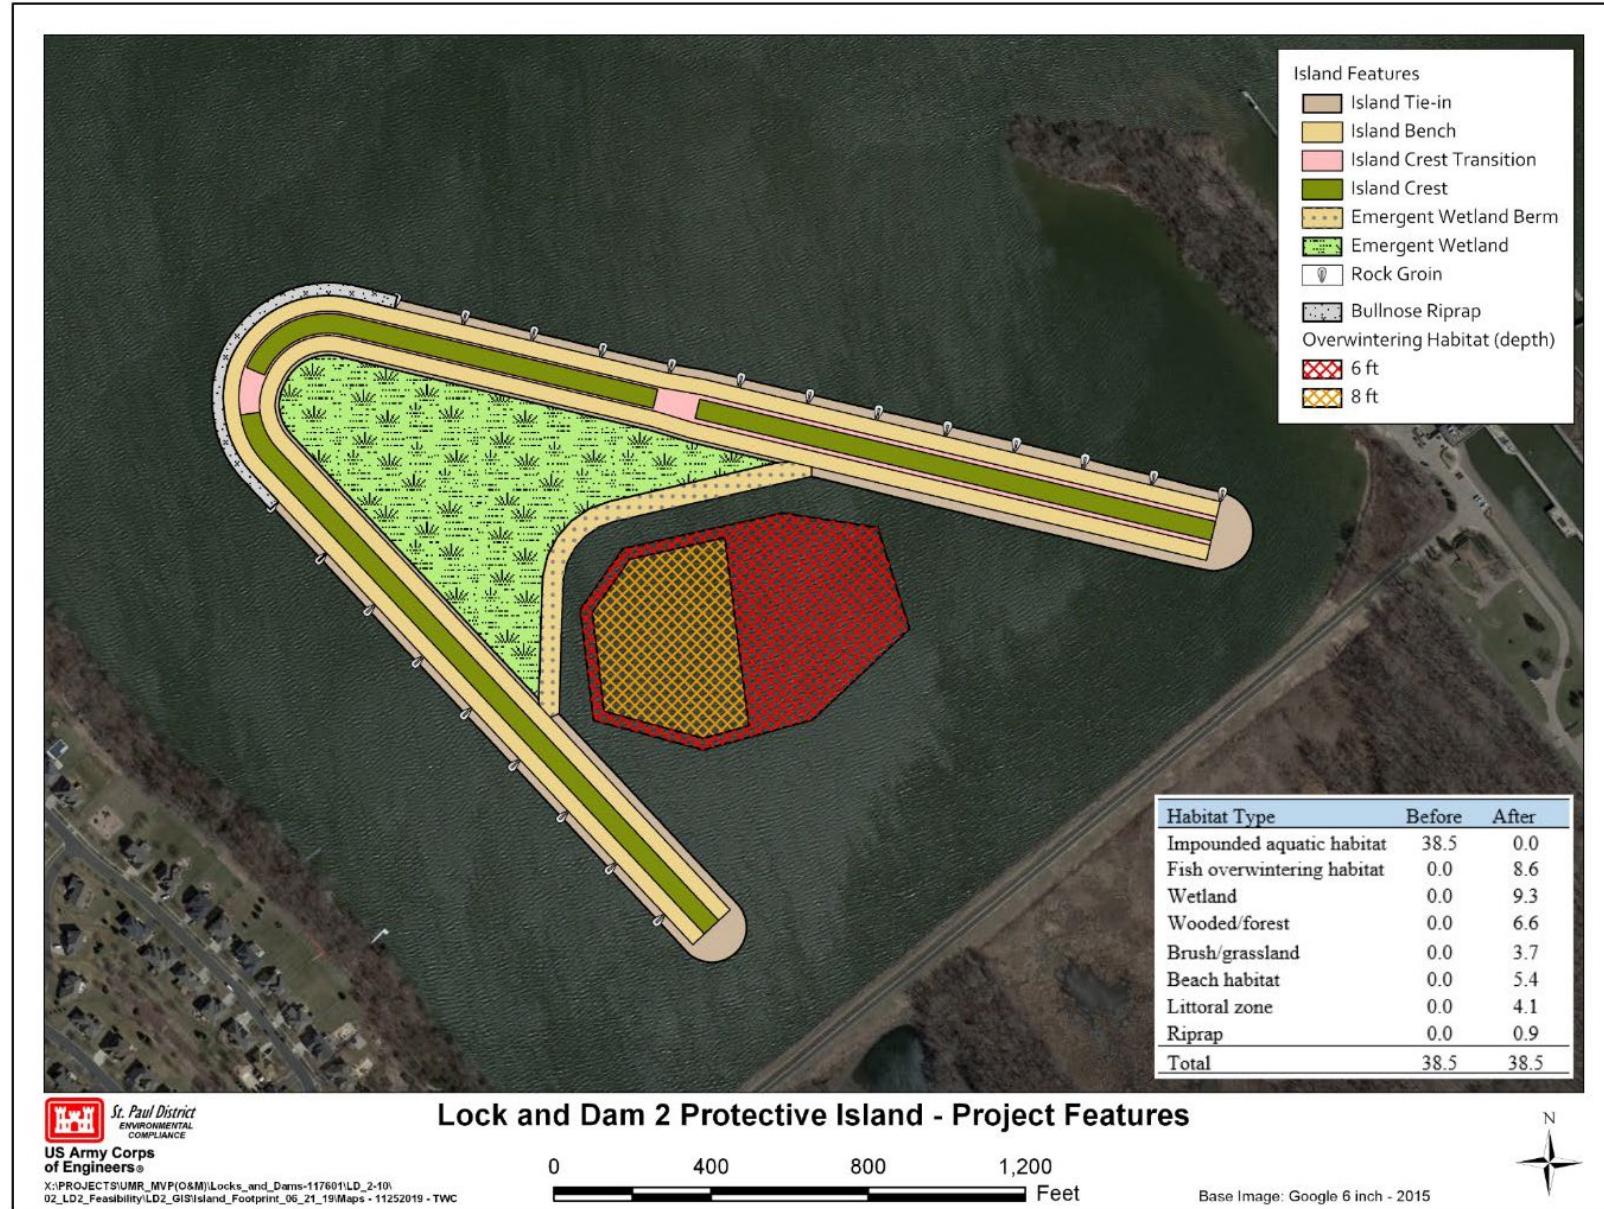 Island Features
Island Tie-in
Island Bench
Island Crest Transition
Island Crest
Emergent Wetland Berm
Emergent Wetland
Rock Groin
Bullnose Riprap
Overwintering Habitat (depth)
6 ft
8 ft
Habitat Type Before After
Impounded aquatic habitat 38.5 0.0
Fish overwintering habitat 0.0 8.6
Wetland 0.0 9.3
Wooded/forest 0.0 6.6
Brush/grassland 0.0 3.7
Beach habitat 0.0 5.4
Littoral zone 0.0 4.1
Riprap 0.0 0.9
Total 38.5 38.5
St. Paul District
ENVIRONMENTAL
COMPLIANCE
US Army Corps
of Engineers®
X:\PROJECTS\UMR_MVP(O&M)\Locks_and_Dams-117601\LD_2-10\
02_LD2_Feasibility\LD2_GIS\Island_Footprint_06_21_19\Maps - 11252019 - TWC
Lock and Dam 2 Protective Island - Project Features
0 400 800 1,200
Feet
N
Base Image: Google 6 inch - 2015